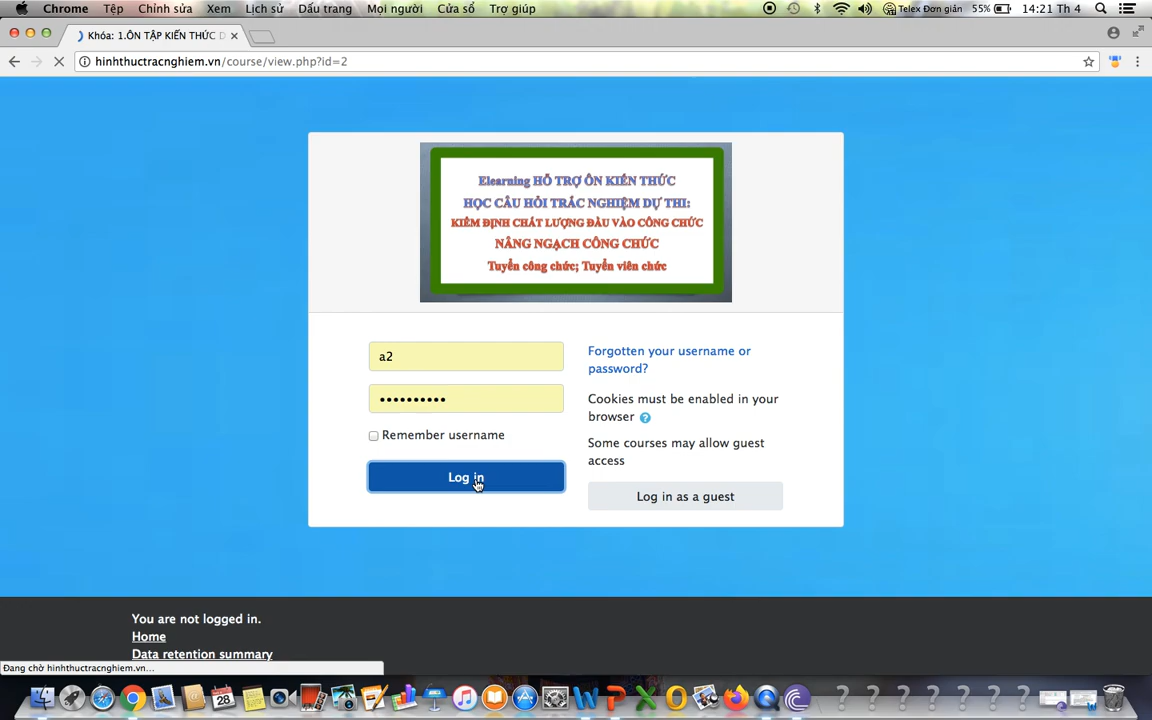 Chrome Tệp Chỉnh sửa Xem Lịch sử Dấu trang Mọi người Cửa sổ Trợ giúp Telex Đơn giản 55% 14:21 Th 4
Khóa: 1.ÔN TẬP KIẾN THỨC
hinhthuctracnghiem.vn/course/view.php?id=2
Elearning HỖ TRỢ ÔN KIẾN THỨC
HỌC CÂU HỎI TRẮC NGHIỆM DỰ THI:
KIỂM ĐỊNH CHẤT LƯỢNG ĐẦU VÀO CÔNG CHỨC
NÂNG NGẠCH CÔNG CHỨC
Tuyển công chức; Tuyển viên chức
a2
••••••••••
Remember username
Log in
Forgotten your username or
password?
Cookies must be enabled in your
browser ?
Some courses may allow guest
access
Log in as a guest
You are not logged in.
Home
Data retention summary
Đang chờ hinhthuctracnghiem.vn...
28